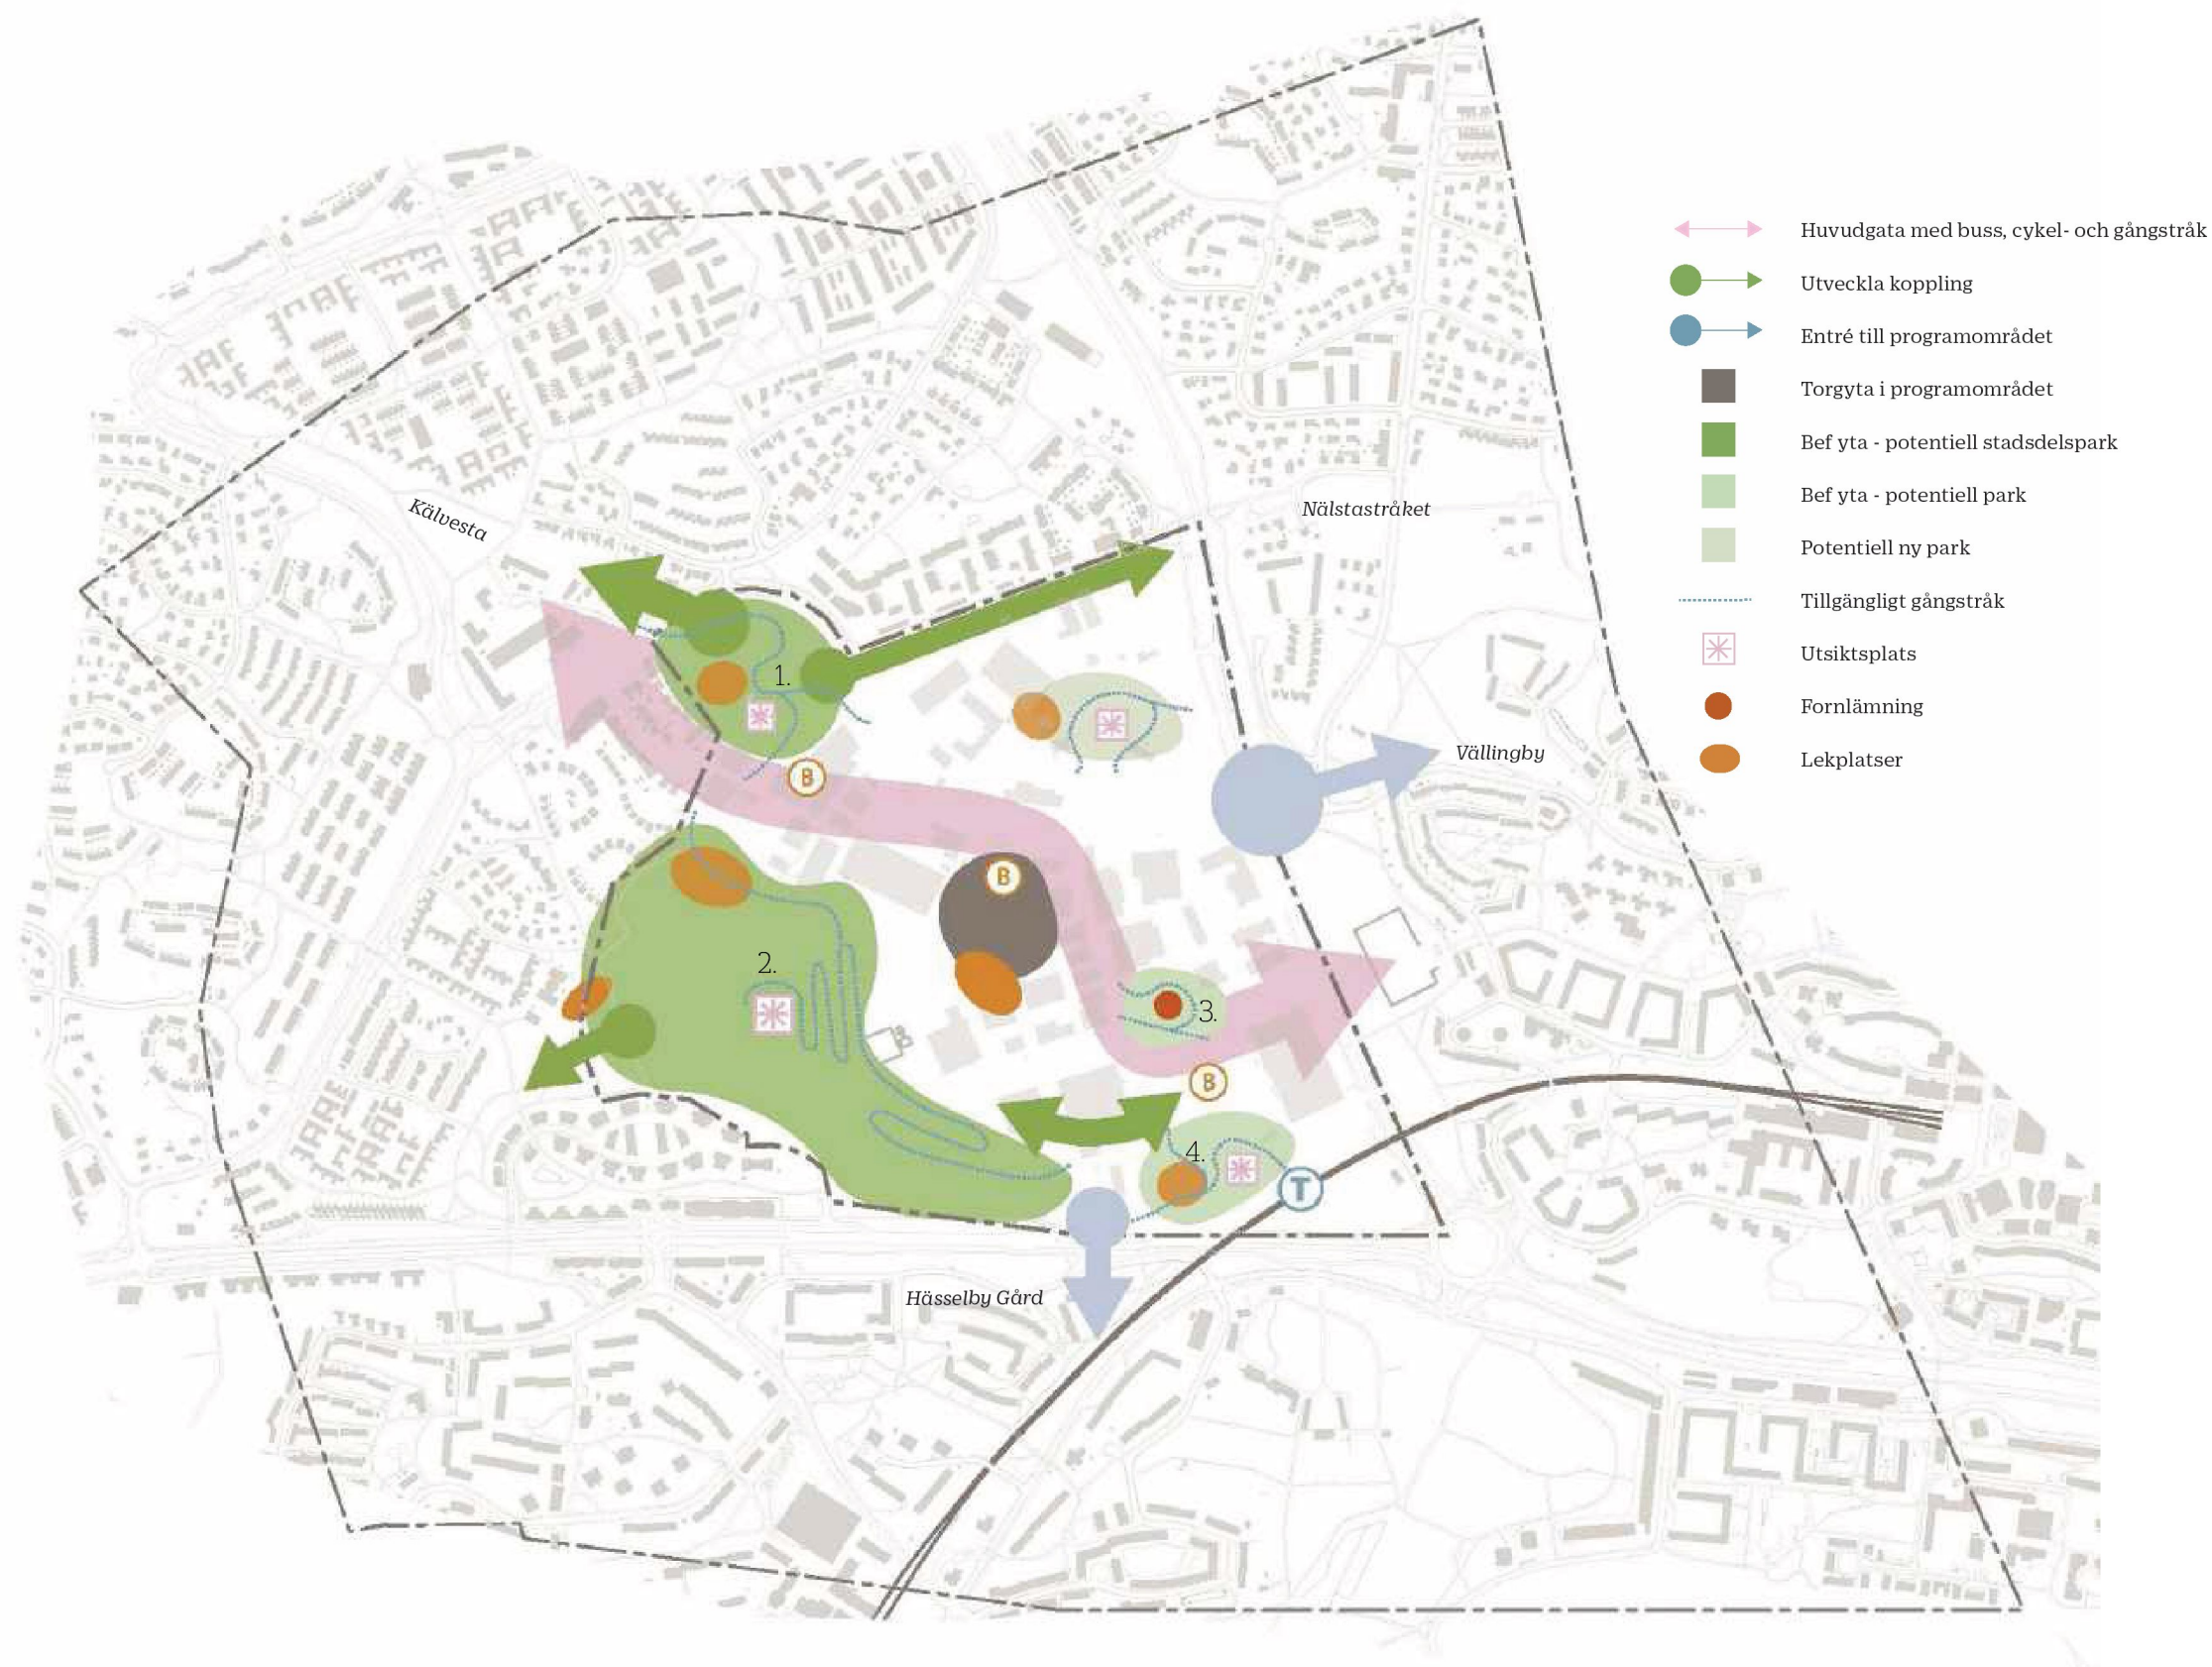 Huvudgata med buss, cykel- och gångstråk
Utveckla koppling
Entré till programområdet
Torgyta i programområdet
Bef yta - potentiell stadsdelspark
Bef yta - potentiell park
Potentiell ny park
Tillgängligt gångstråk
Utsiktsplats
Fornlämning
Lekplatser
Kälvesta
Nälstastråket
1.
Vällingby
B
B
2.
3.
B
4.
T
Hässelby Gård